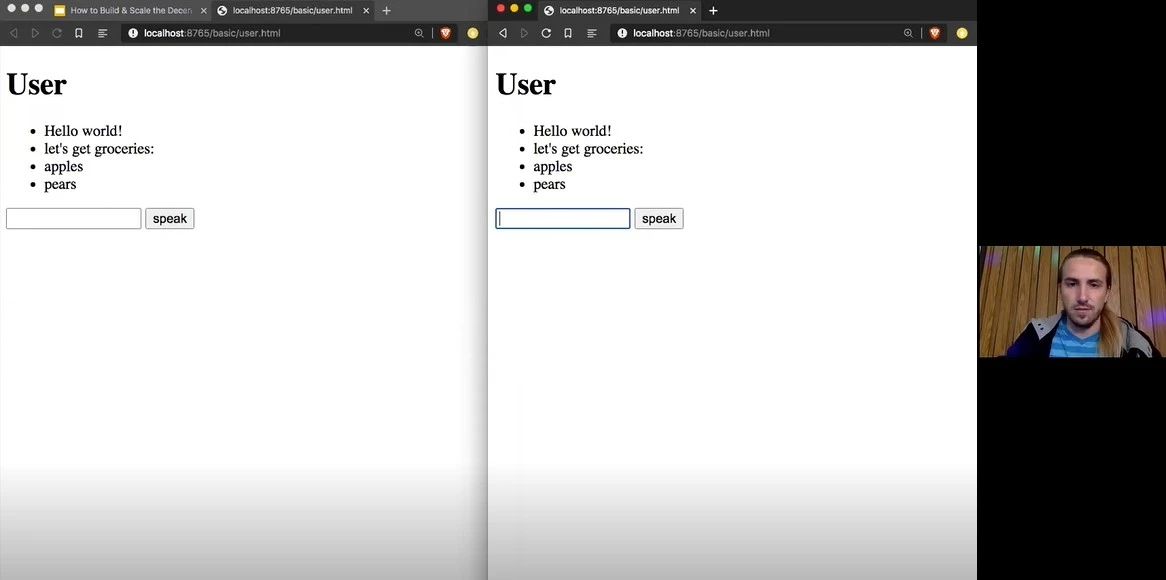 How to Build & Scale the Decen
localhost:8765/basic/user.html
localhost:8765/basic/user.html
User
Hello world!
let's get groceries:
apples
pears
speak
localhost:8765/basic/user.html
localhost:8765/basic/user.html
User
Hello world!
let's get groceries:
apples
pears
speak